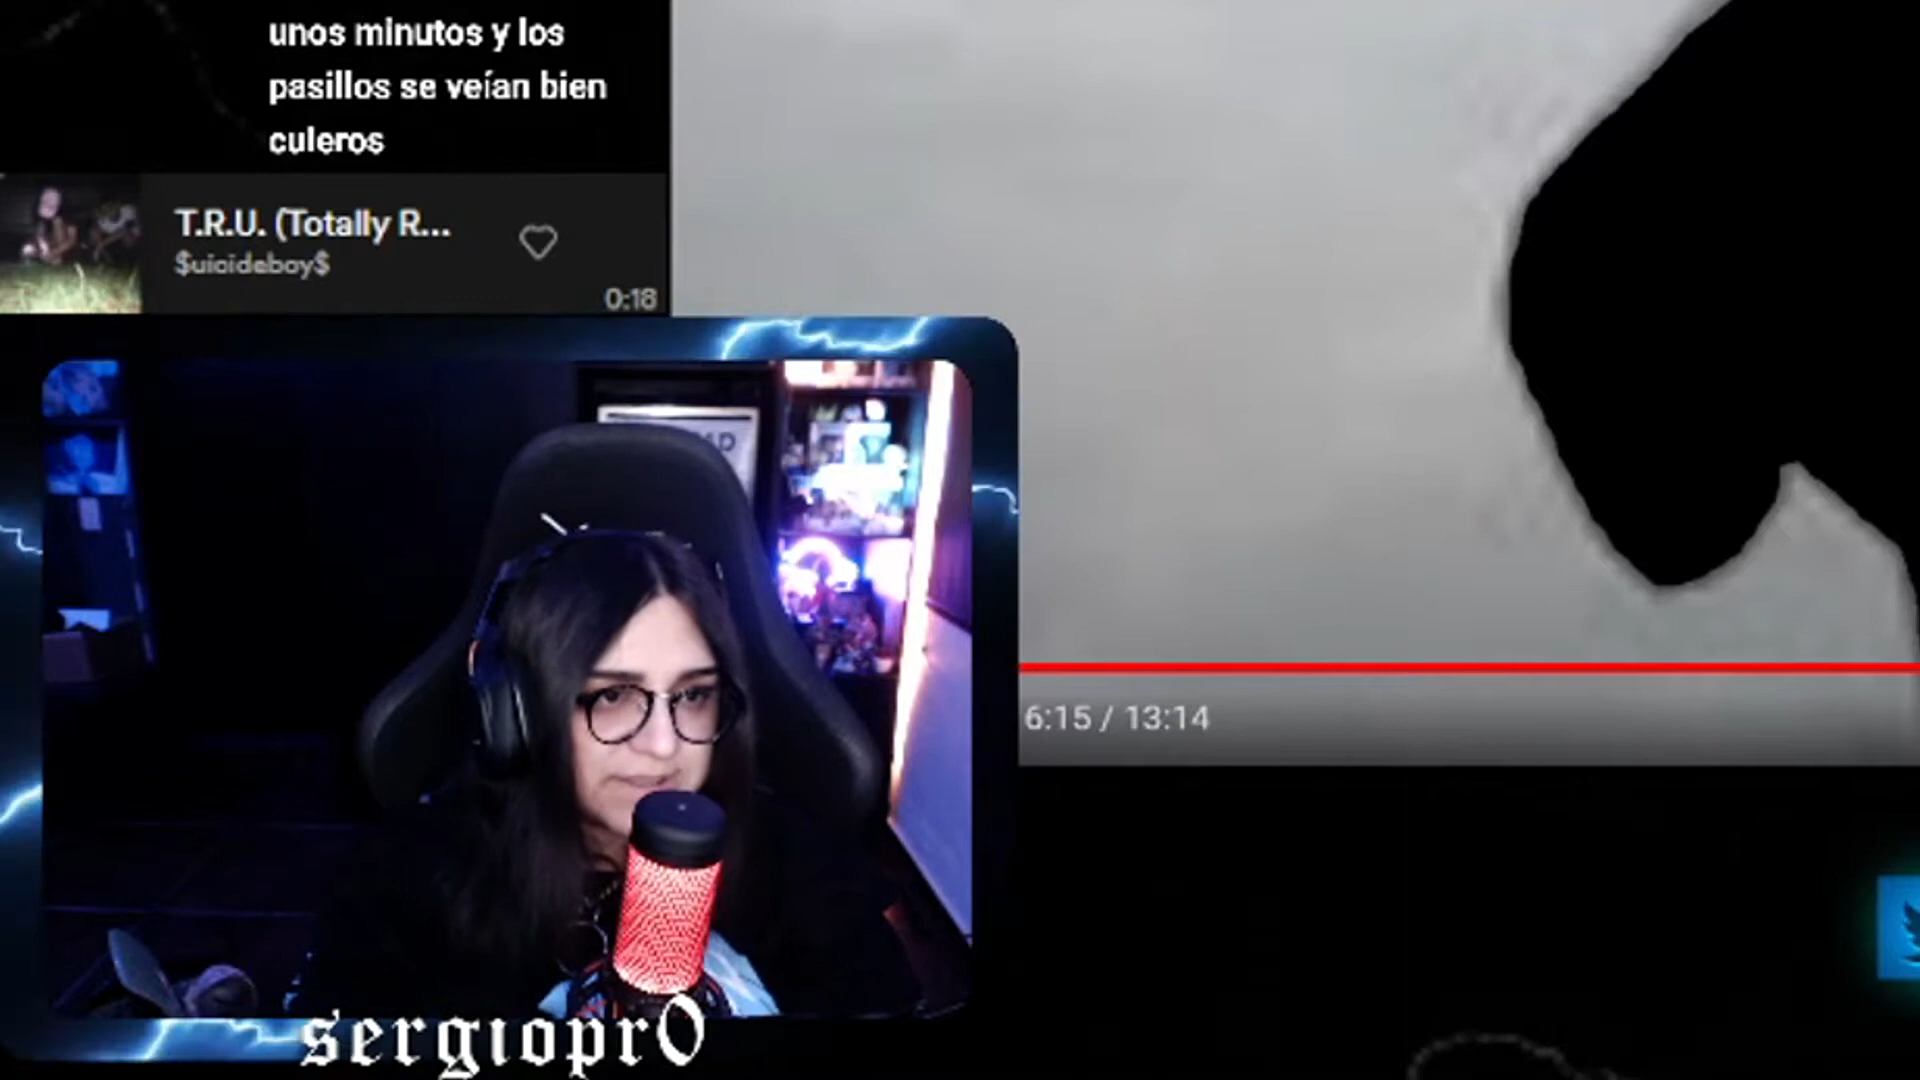 unos minutos y los
pasillos se veían bien
culeros
T.R.U. (Totally R...
$uicideboy$
0:18
6:15 / 13:14
sergiopr0